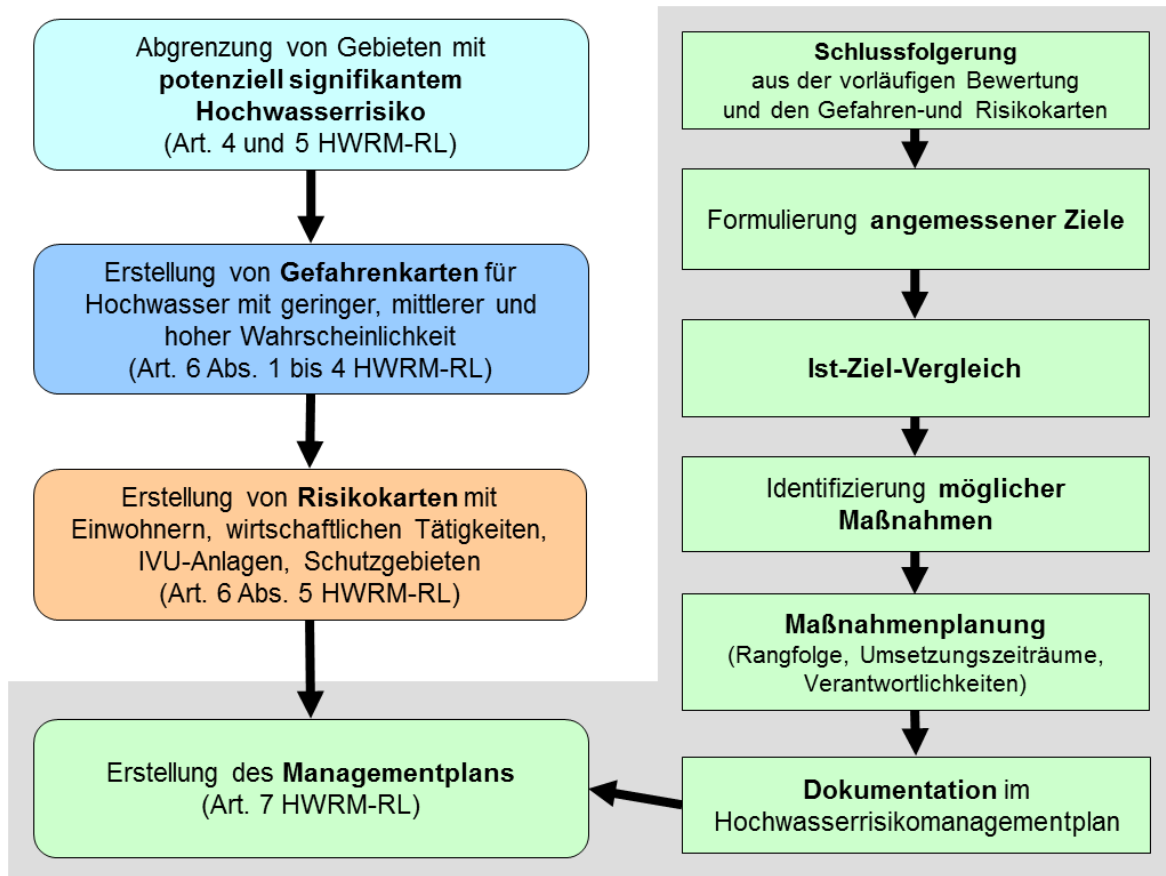 Abgrenzung von Gebieten mit
potenziell signifikantem
Hochwasserrisiko
(Art. 4 und 5 HWRM-RL)
Erstellung von Gefahrenkarten für
Hochwasser mit geringer, mittlerer und
hoher Wahrscheinlichkeit
(Art. 6 Abs. 1 bis 4 HWRM-RL)
Erstellung von Risikokarten mit
Einwohnern, wirtschaftlichen Tätigkeiten,
IVU-Anlagen, Schutzgebieten
(Art. 6 Abs. 5 HWRM-RL)
Erstellung des Managementplans
(Art. 7 HWRM-RL)
Schlussfolgerung
aus der vorläufigen Bewertung
und den Gefahren-und Risikokarten
Formulierung angemessener Ziele
Ist-Ziel-Vergleich
Identifizierung möglicher
Maßnahmen
Maßnahmenplanung
(Rangfolge, Umsetzungszeiträume,
Verantwortlichkeiten)
Dokumentation im
Hochwasserrisikomanagementplan